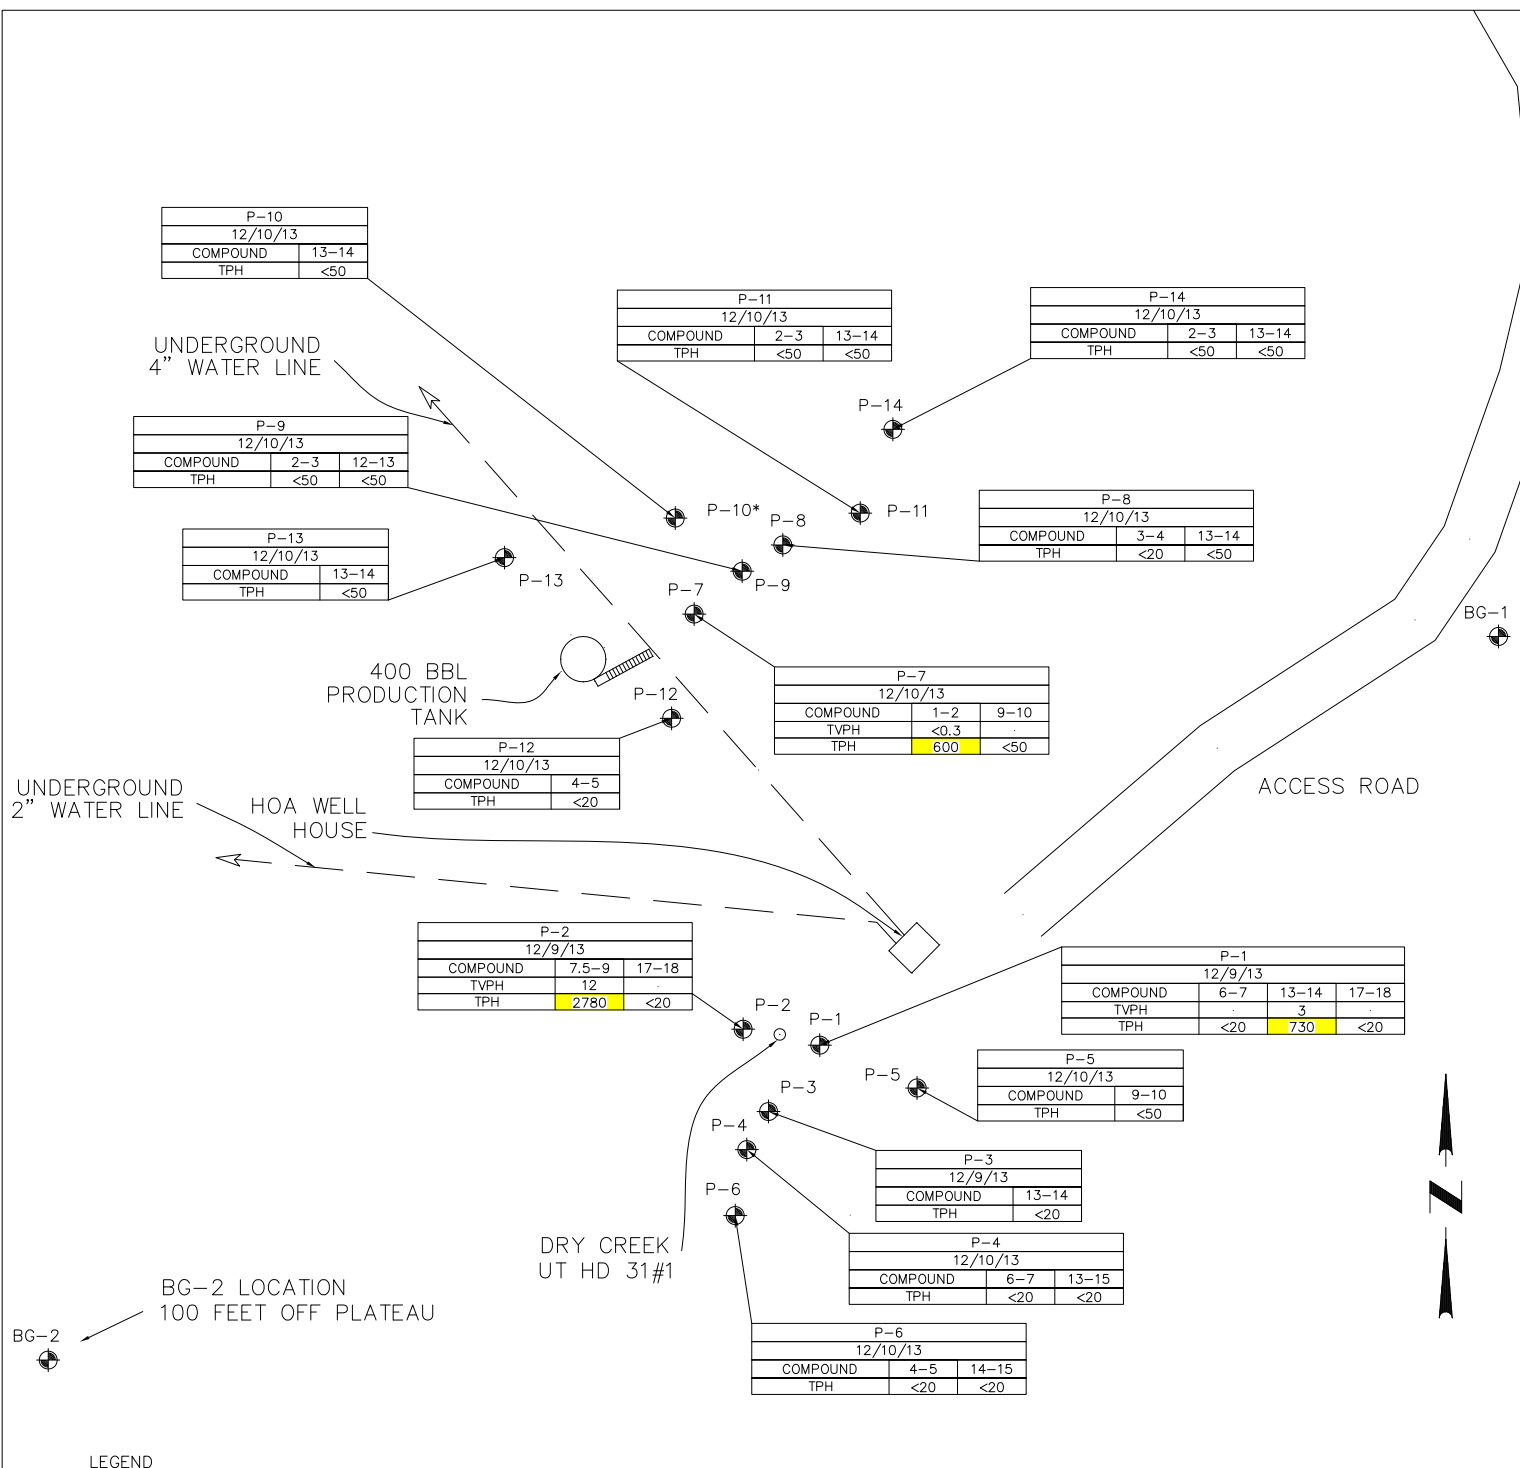 P-10
12/10/13
COMPOUND 13-14
TPH <50
P-11
12/10/13
COMPOUND 2-3 13-14
TPH <50 <50
P-14
12/10/13
COMPOUND 2-3 13-14
TPH <50 <50
UNDERGROUND
4" WATER LINE
P-14
P-9
12/10/13
COMPOUND 2-3 12-13
TPH <50 <50
P-10*
P-8
P-11
P-8
12/10/13
COMPOUND 3-4 13-14
TPH <20 <50
P-13
12/10/13
COMPOUND 13-14
TPH <50
P-13
P-9
P-7
BG-1
400 BBL
PRODUCTION
TANK
P-12
P-7
12/10/13
COMPOUND 1-2 9-10
TVPH <0.3 -
TPH 600 <50
P-12
12/10/13
COMPOUND 4-5
TPH <20
UNDERGROUND
2" WATER LINE
HOA WELL
HOUSE
ACCESS ROAD
P-2
12/9/13
COMPOUND 7.5-9 17-18
TVPH 12 -
TPH 2780 <20
P-1
12/9/13
COMPOUND 6-7 13-14 17-18
TVPH - 3 -
TPH <20 730 <20
P-2
P-1
P-5
12/10/13
COMPOUND 9-10
TPH <50
P-5
P-3
P-4
P-3
12/9/13
COMPOUND 13-14
TPH <20
P-6
N
DRY CREEK
UT HD 31#1
P-4
12/10/13
COMPOUND 6-7 13-15
TPH <20 <20
BG-2 LOCATION
100 FEET OFF PLATEAU
BG-2
P-6
12/10/13
COMPOUND 4-5 14-15
TPH <20 <20
LEGEND